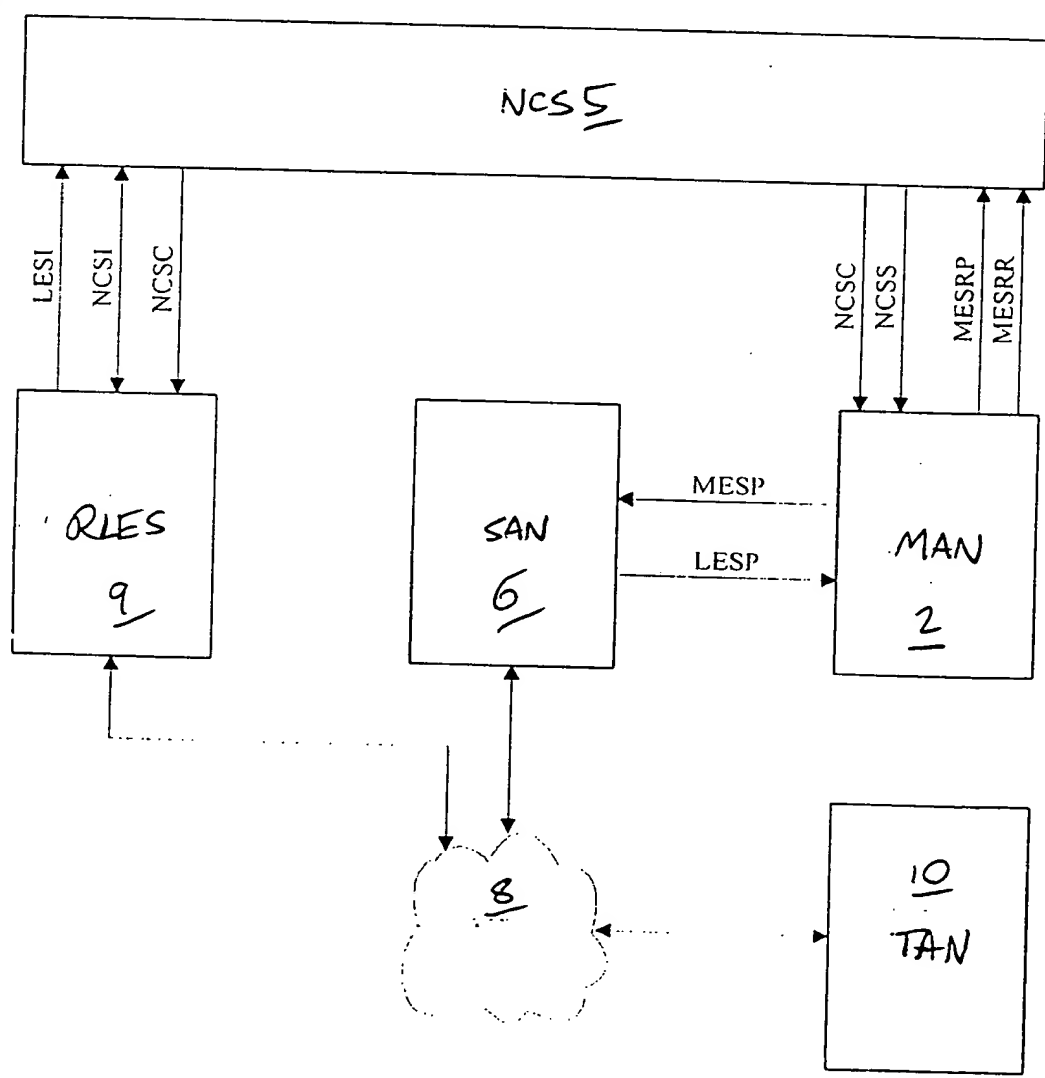 NCS 5
LESI
NCSI
NCSC
NCSC
NCSS
MESRP
MESRR
RLES
9
SAN
6
MESP
LESP
MAN
2
8
10
TAN